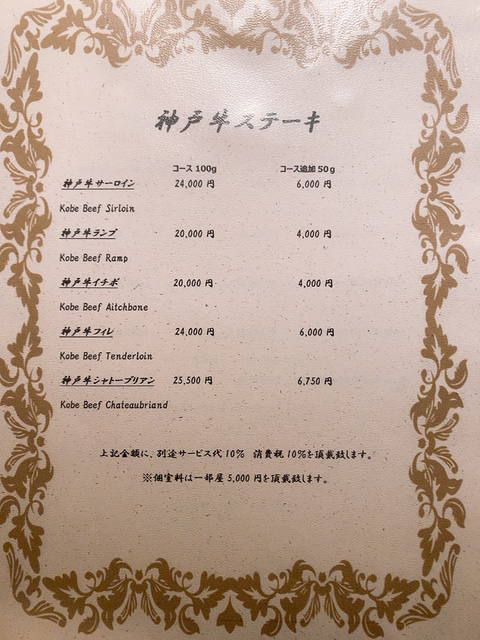 神戸牛ステーキ
コース 100g コース追加 50g
神戸牛サーロイン 24,000 円 6,000 円
Kobe Beef Sirloin
神戸牛ランプ 20,000 円 4,000 円
Kobe Beef Ramp
神戸牛イチボ 20,000 円 4,000 円
Kobe Beef Aitchbone
神戸牛フィレ 24,000 円 6,000 円
Kobe Beef Tenderloin
神戸牛シャトーブリアン 25,500 円 6,750 円
Kobe Beef Chateaubriand
上記金額に、別途サービス代 10% 消費税 10%を頂戴致します。
※個室料は一部屋 5,000 円を頂戴致します。